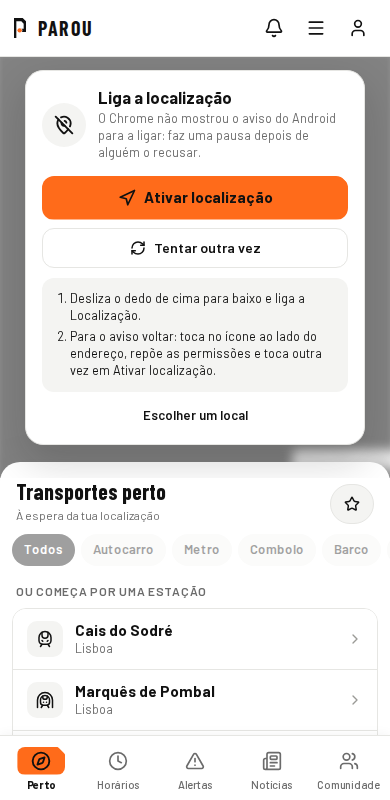 PAROU
Liga a localização
O Chrome não mostrou o aviso do Android
para a ligar: faz uma pausa depois de
alguém o recusar.
Ativar localização
Tentar outra vez
1. Desliza o dedo de cima para baixo e liga a
Localização.
2. Para o aviso voltar: toca no ícone ao lado do
endereço, repõe as permissões e toca outra
vez em Ativar localização.
Escolher um local
Transportes perto
À espera da tua localização
Todos
Autocarro
Metro
Comboio
Barco
OU COMEÇA POR UMA ESTAÇÃO
Cais do Sodré
Lisboa
Marquês de Pombal
Lisboa
Perto
Horários
Alertas
Notícias
Comunidade